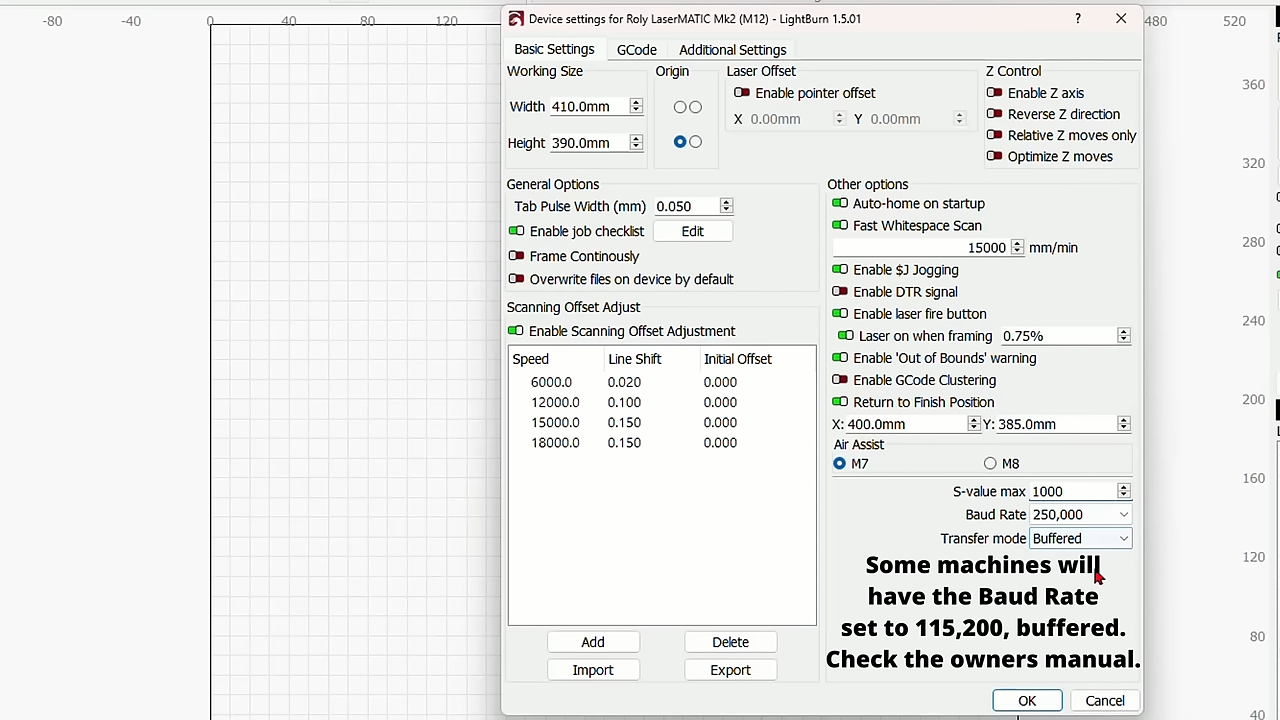 -80
-40
0
40
80
120
480
520
Device settings for Roly LaserMATIC Mk2 (M12) - LightBurn 1.5.01
?
Basic Settings
GCode
Additional Settings
Working Size
Width 410.0mm
Height 390.0mm
Origin
Laser Offset
Enable pointer offset
X 0.00mm
Y 0.00mm
Z Control
Enable Z axis
Reverse Z direction
Relative Z moves only
Optimize Z moves
General Options
Tab Pulse Width (mm) 0.050
Enable job checklist Edit
Frame Continously
Overwrite files on device by default
Scanning Offset Adjust
Enable Scanning Offset Adjustment
Speed Line Shift Initial Offset
6000.0 0.020 0.000
12000.0 0.100 0.000
15000.0 0.150 0.000
18000.0 0.150 0.000
Add Delete
Import Export
Other options
Auto-home on startup
Fast Whitespace Scan
15000 mm/min
Enable $J Jogging
Enable DTR signal
Enable laser fire button
Laser on when framing 0.75%
Enable 'Out of Bounds' warning
Enable GCode Clustering
Return to Finish Position
X: 400.0mm Y: 385.0mm
Air Assist
M7 M8
S-value max 1000
Baud Rate 250,000
Transfer mode Buffered
Some machines will
have the Baud Rate
set to 115,200, buffered.
Check the owners manual.
OK Cancel
360
320
280
240
200
160
120
80
40